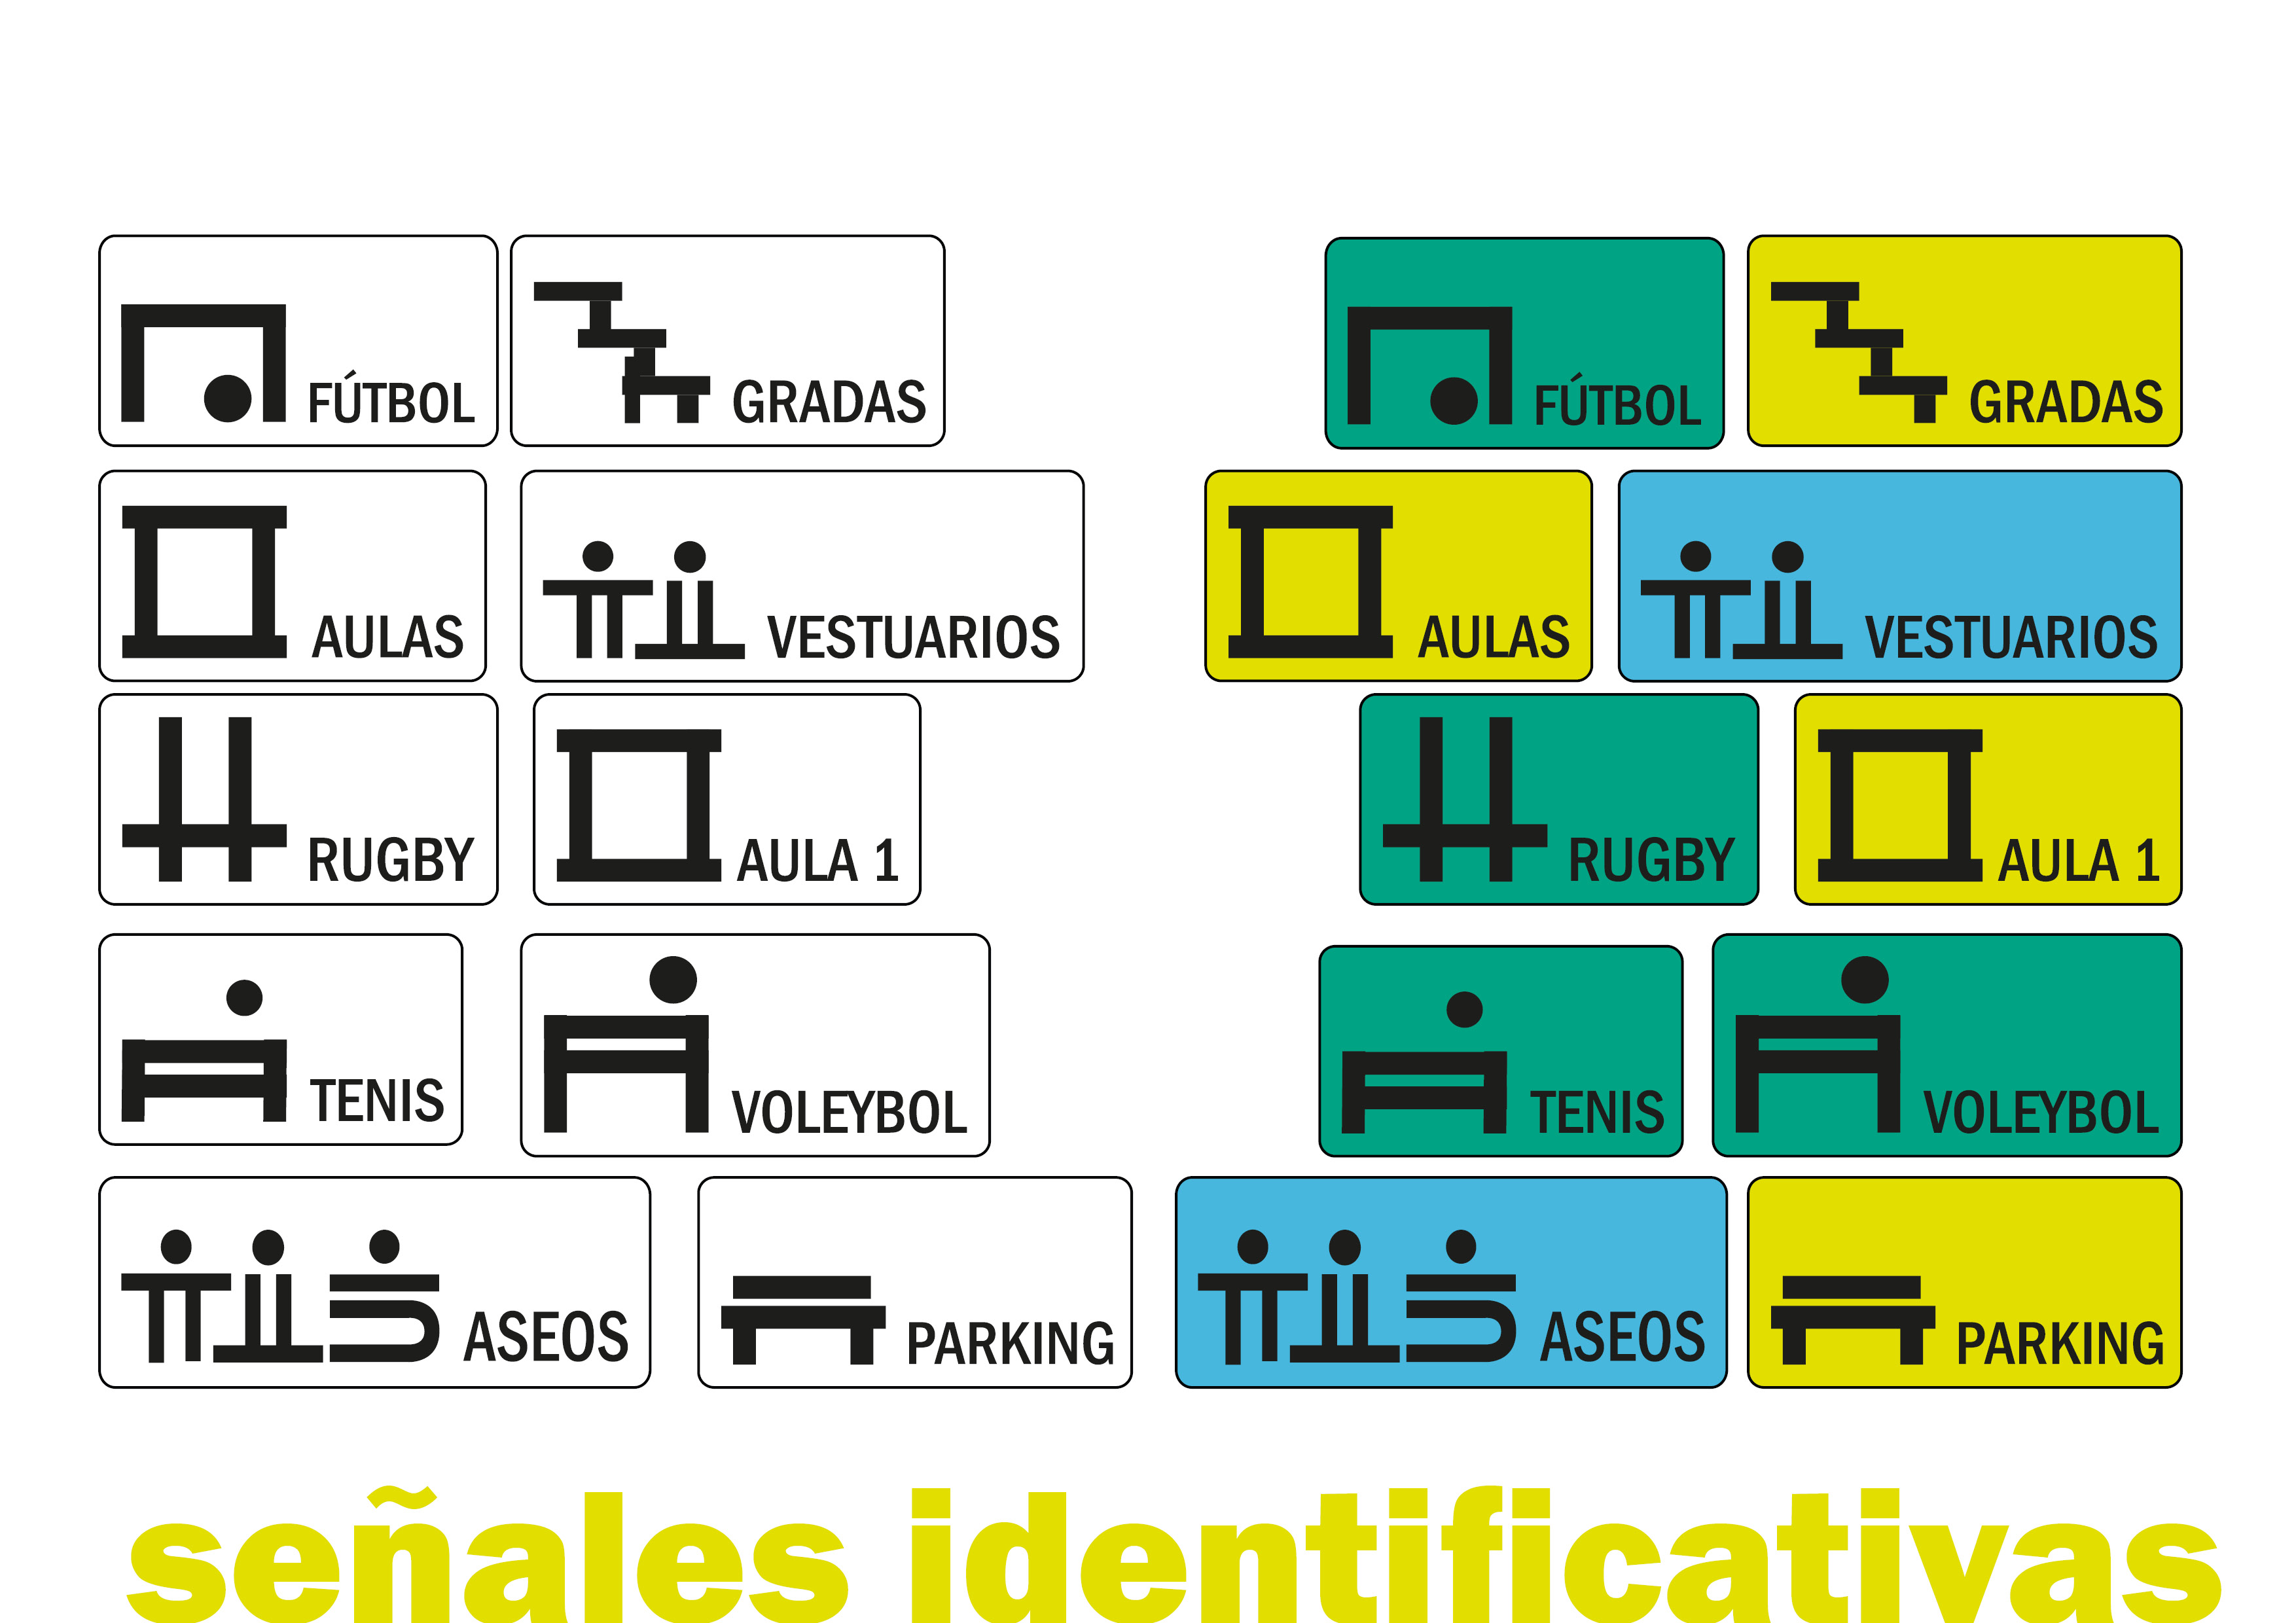 FÚTBOL GRADAS FÚTBOL GRADAS
AULAS VESTUARIOS AULAS VESTUARIOS
RUGBY AULA 1 RUGBY AULA 1
TENIS VOLEYBOL TENIS VOLEYBOL
ASEOS PARKING ASEOS PARKING
señales identificativas